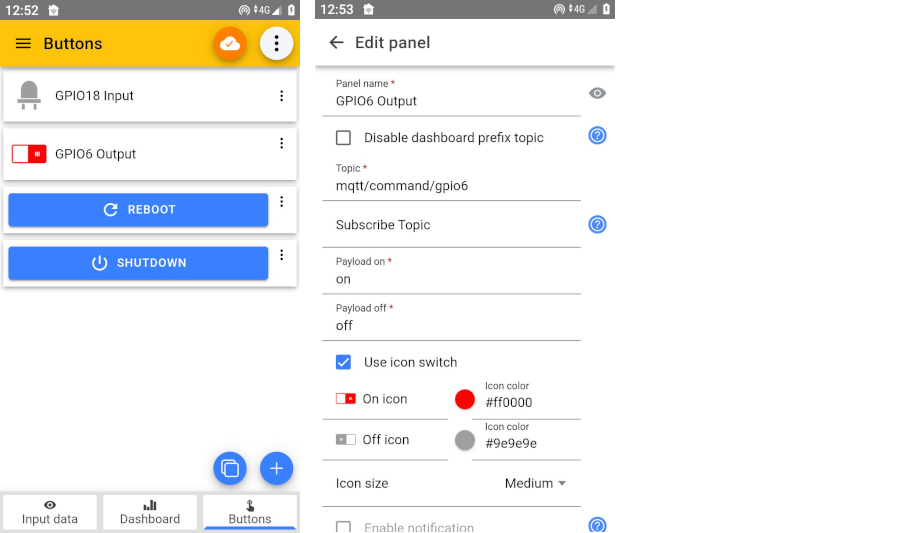 12:52
4G
Buttons
GPIO18 Input
GPIO6 Output
REBOOT
SHUTDOWN
Input data
Dashboard
Buttons
12:53
4G
Edit panel
Panel name *
GPIO6 Output
Disable dashboard prefix topic
Topic *
mqtt/command/gpio6
Subscribe Topic
Payload on *
on
Payload off *
off
Use icon switch
On icon
Icon color
#ff0000
Off icon
Icon color
#9e9e9e
Icon size
Medium
Enable notification